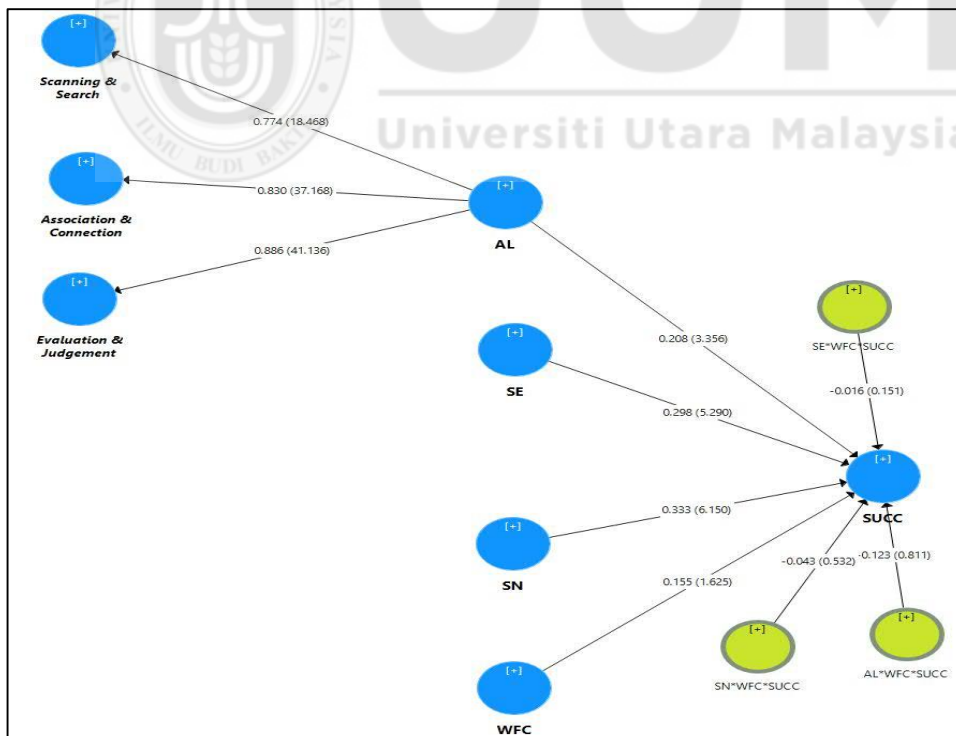 [+]
Scanning &
Search
[+]
Association &
Connection
[+]
Evaluation &
Judgement
0.774 (18.468)
0.830 (37.168)
0.886 (41.136)
[+]
AL
[+]
SE
[+]
SN
[+]
WFC
0.208 (3.356)
0.298 (5.290)
0.333 (6.150)
0.155 (1.625)
[+]
SE*WFC*SUCC
-0.016 (0.151)
[+]
SUCC
-0.043 (0.532)
-0.123 (0.811)
[+]
SN*WFC*SUCC
[+]
AL*WFC*SUCC
Universiti Utara Malaysia
ILMU BUDI BAKTI